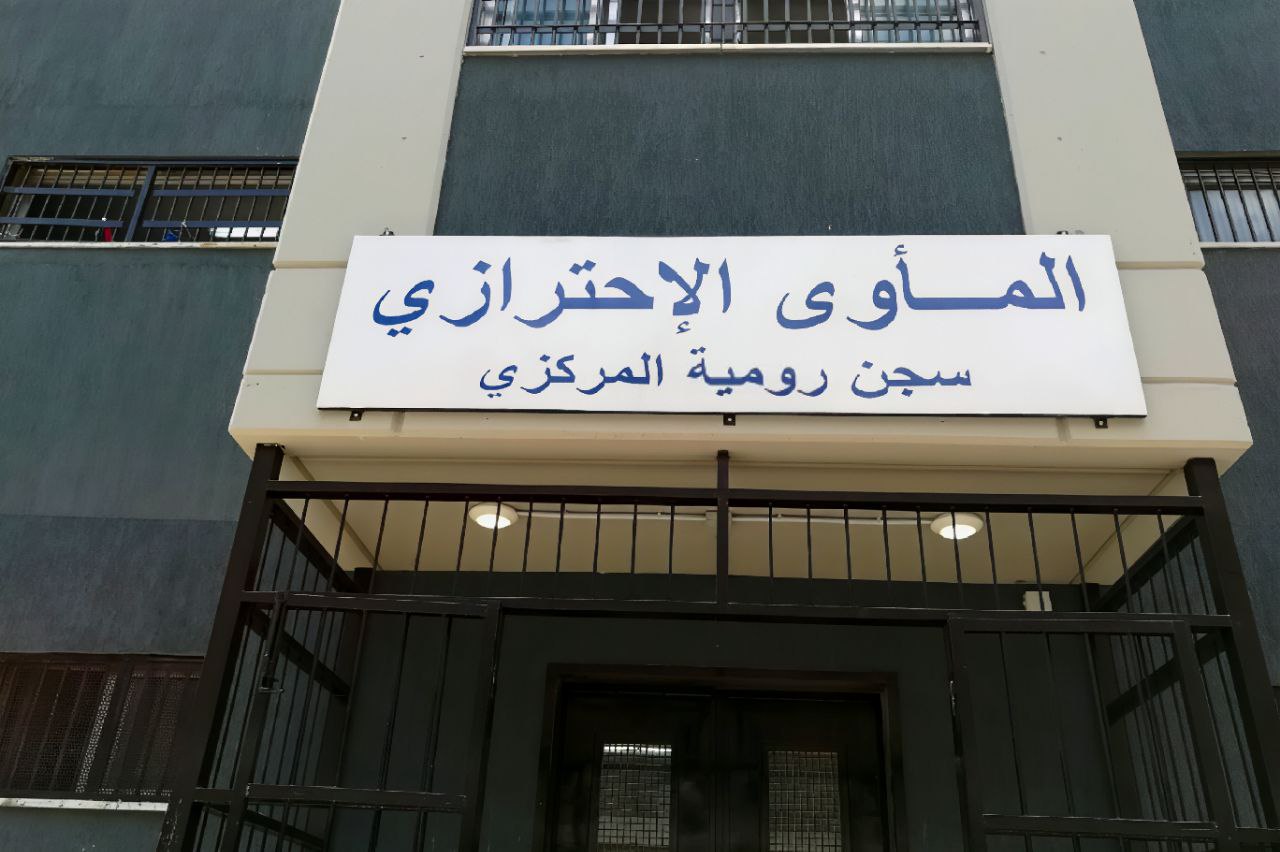 المـــأوى الإحترازي
سجن رومية المركزي